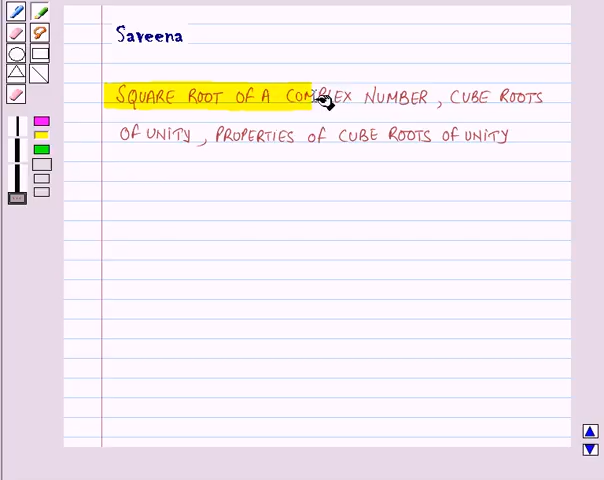 Saveena
SQUARE ROOT OF A COMPLEX NUMBER, CUBE ROOTS
OF UNITY, PROPERTIES OF CUBE ROOTS OF UNITY